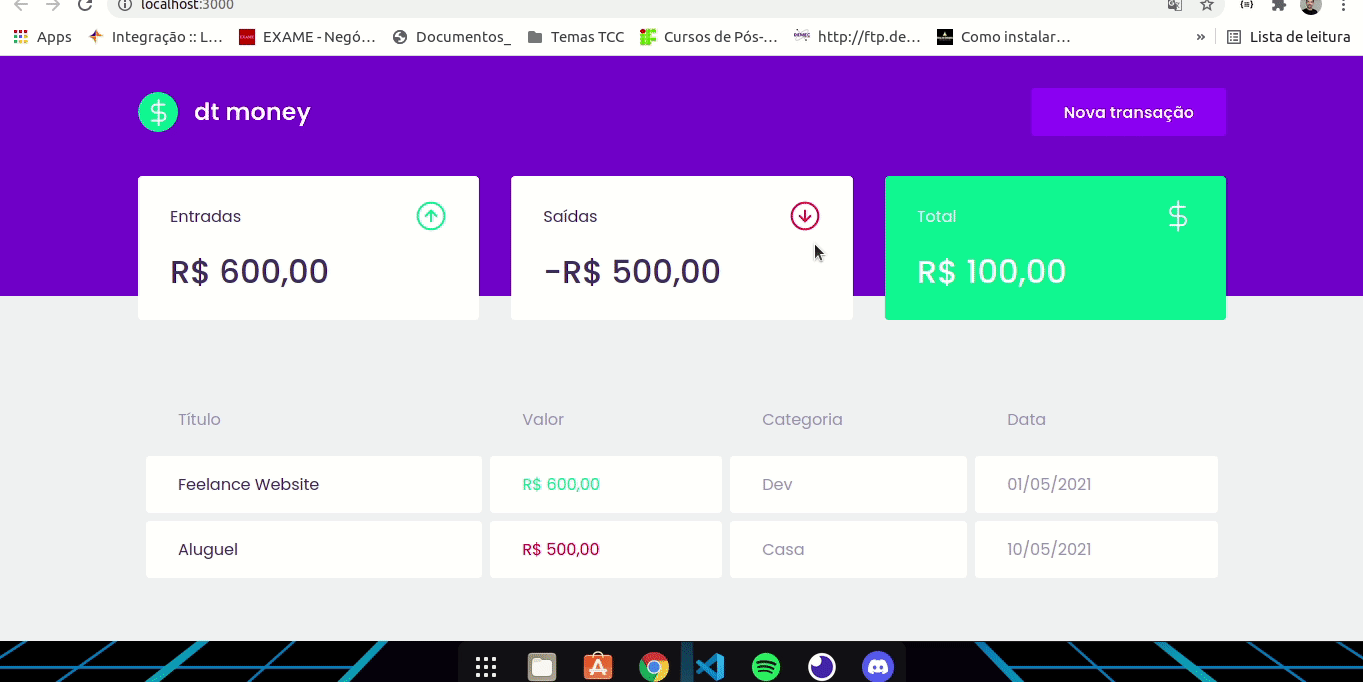 localhost:3000
Apps Integração :: L… EXAME - Negó… Documentos_ Temas TCC Cursos de Pós-… http://ftp.de… Como instalar… » Lista de leitura
$ dt money Nova transação
Entradas Saídas Total $
R$ 600,00 -R$ 500,00 R$ 100,00
Título Valor Categoria Data
Feelance Website R$ 600,00 Dev 01/05/2021
Aluguel R$ 500,00 Casa 10/05/2021